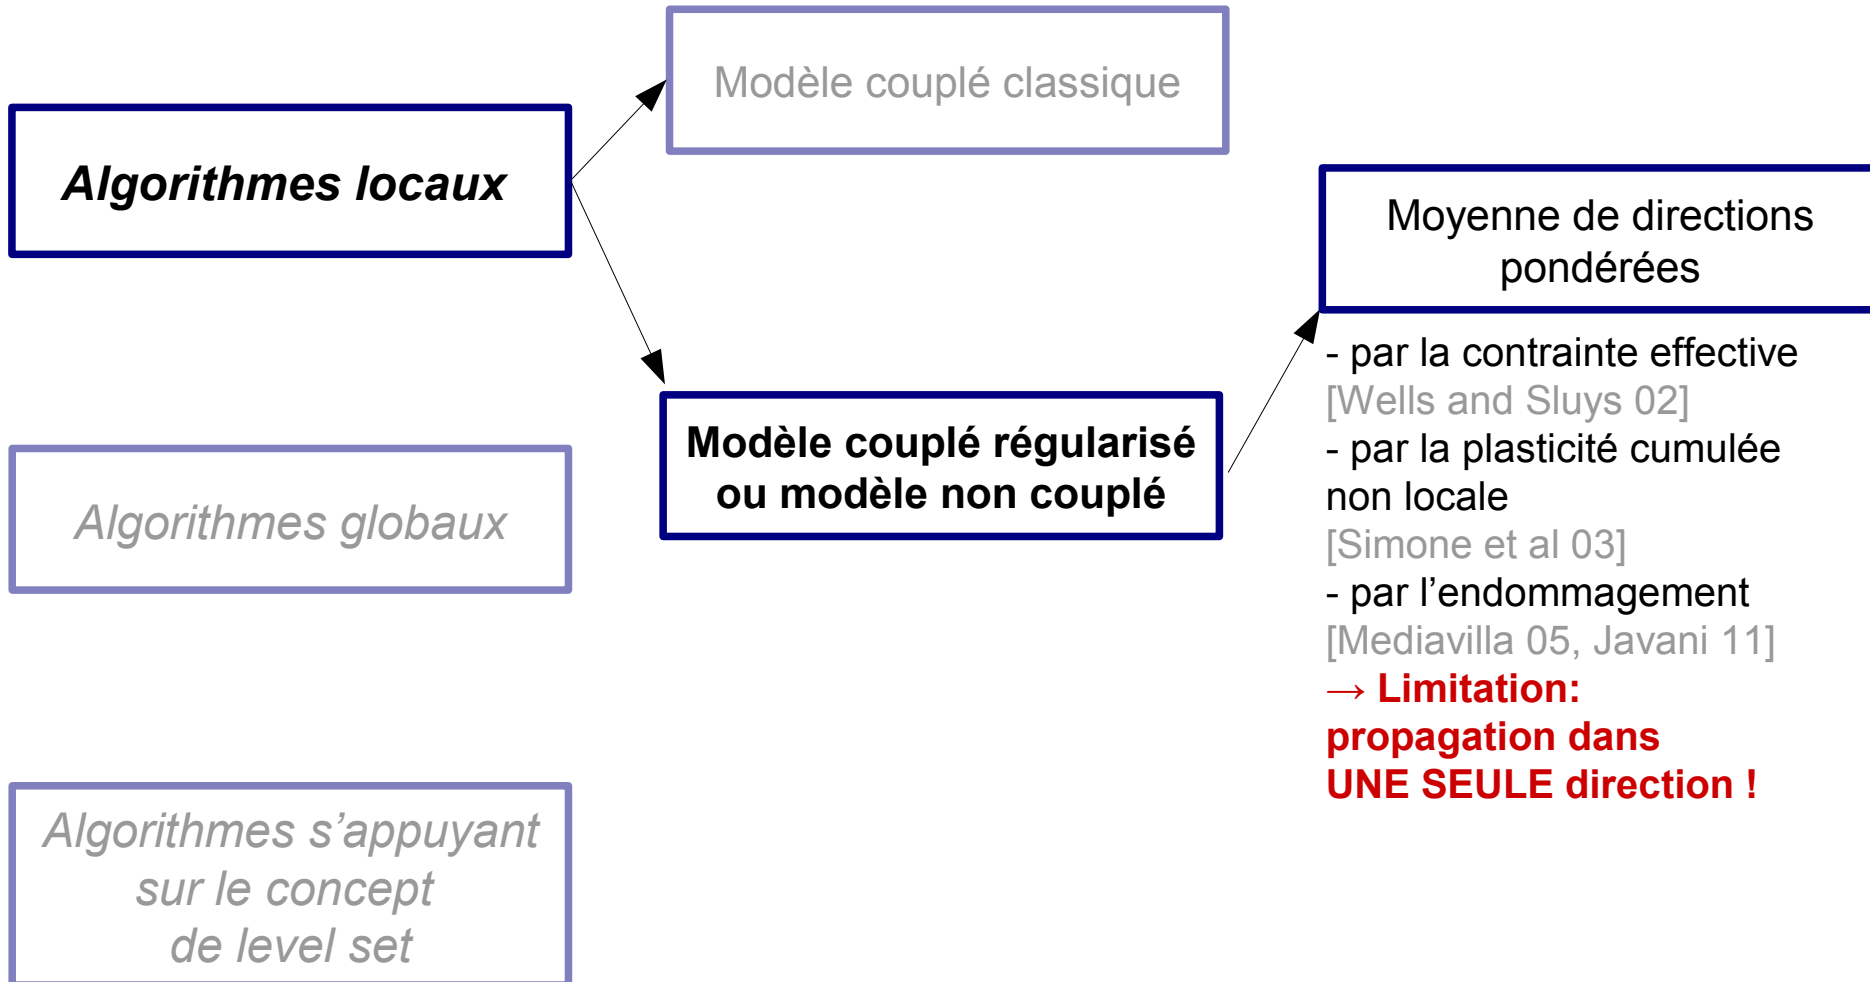 Modèle couplé classique
Algorithmes locaux
Moyenne de directions
pondérées
- par la contrainte effective
[Wells and Sluys 02]
- par la plasticité cumulée
non locale
[Simone et al 03]
- par l’endommagement
[Mediavilla 05, Javani 11]
→ Limitation:
propagation dans
UNE SEULE direction !
Modèle couplé régularisé
ou modèle non couplé
Algorithmes globaux
Algorithmes s’appuyant
sur le concept
de level set